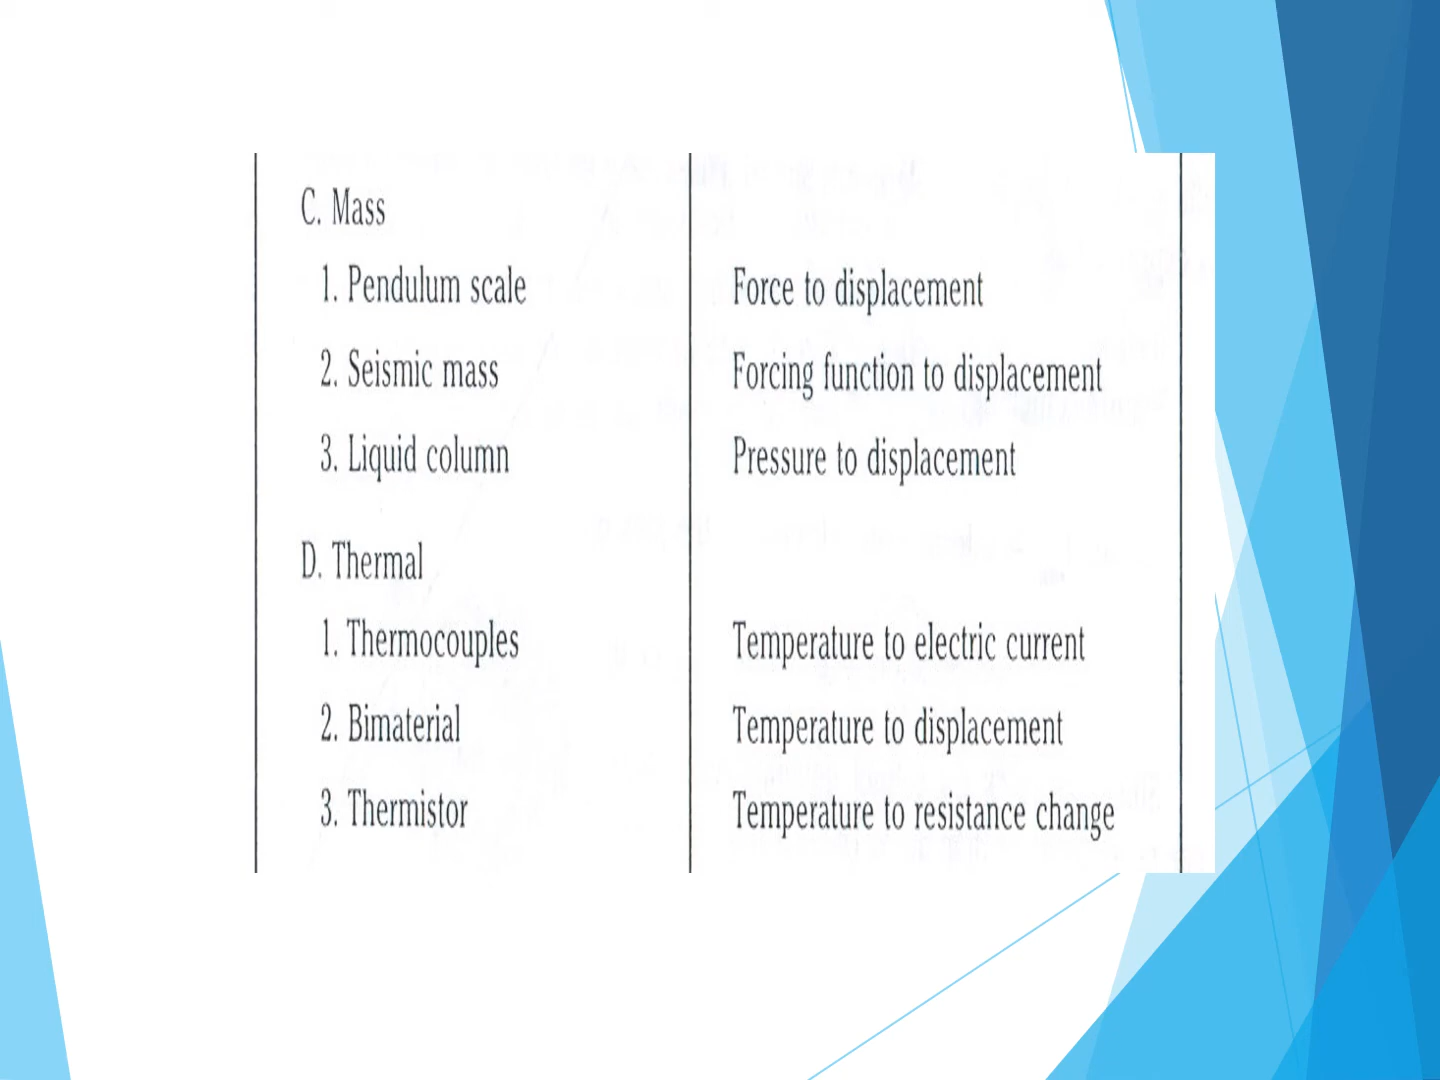 C. Mass
1. Pendulum scale Force to displacement
2. Seismic mass Forcing function to displacement
3. Liquid column Pressure to displacement
D. Thermal
1. Thermocouples Temperature to electric current
2. Bimaterial Temperature to displacement
3. Thermistor Temperature to resistance change